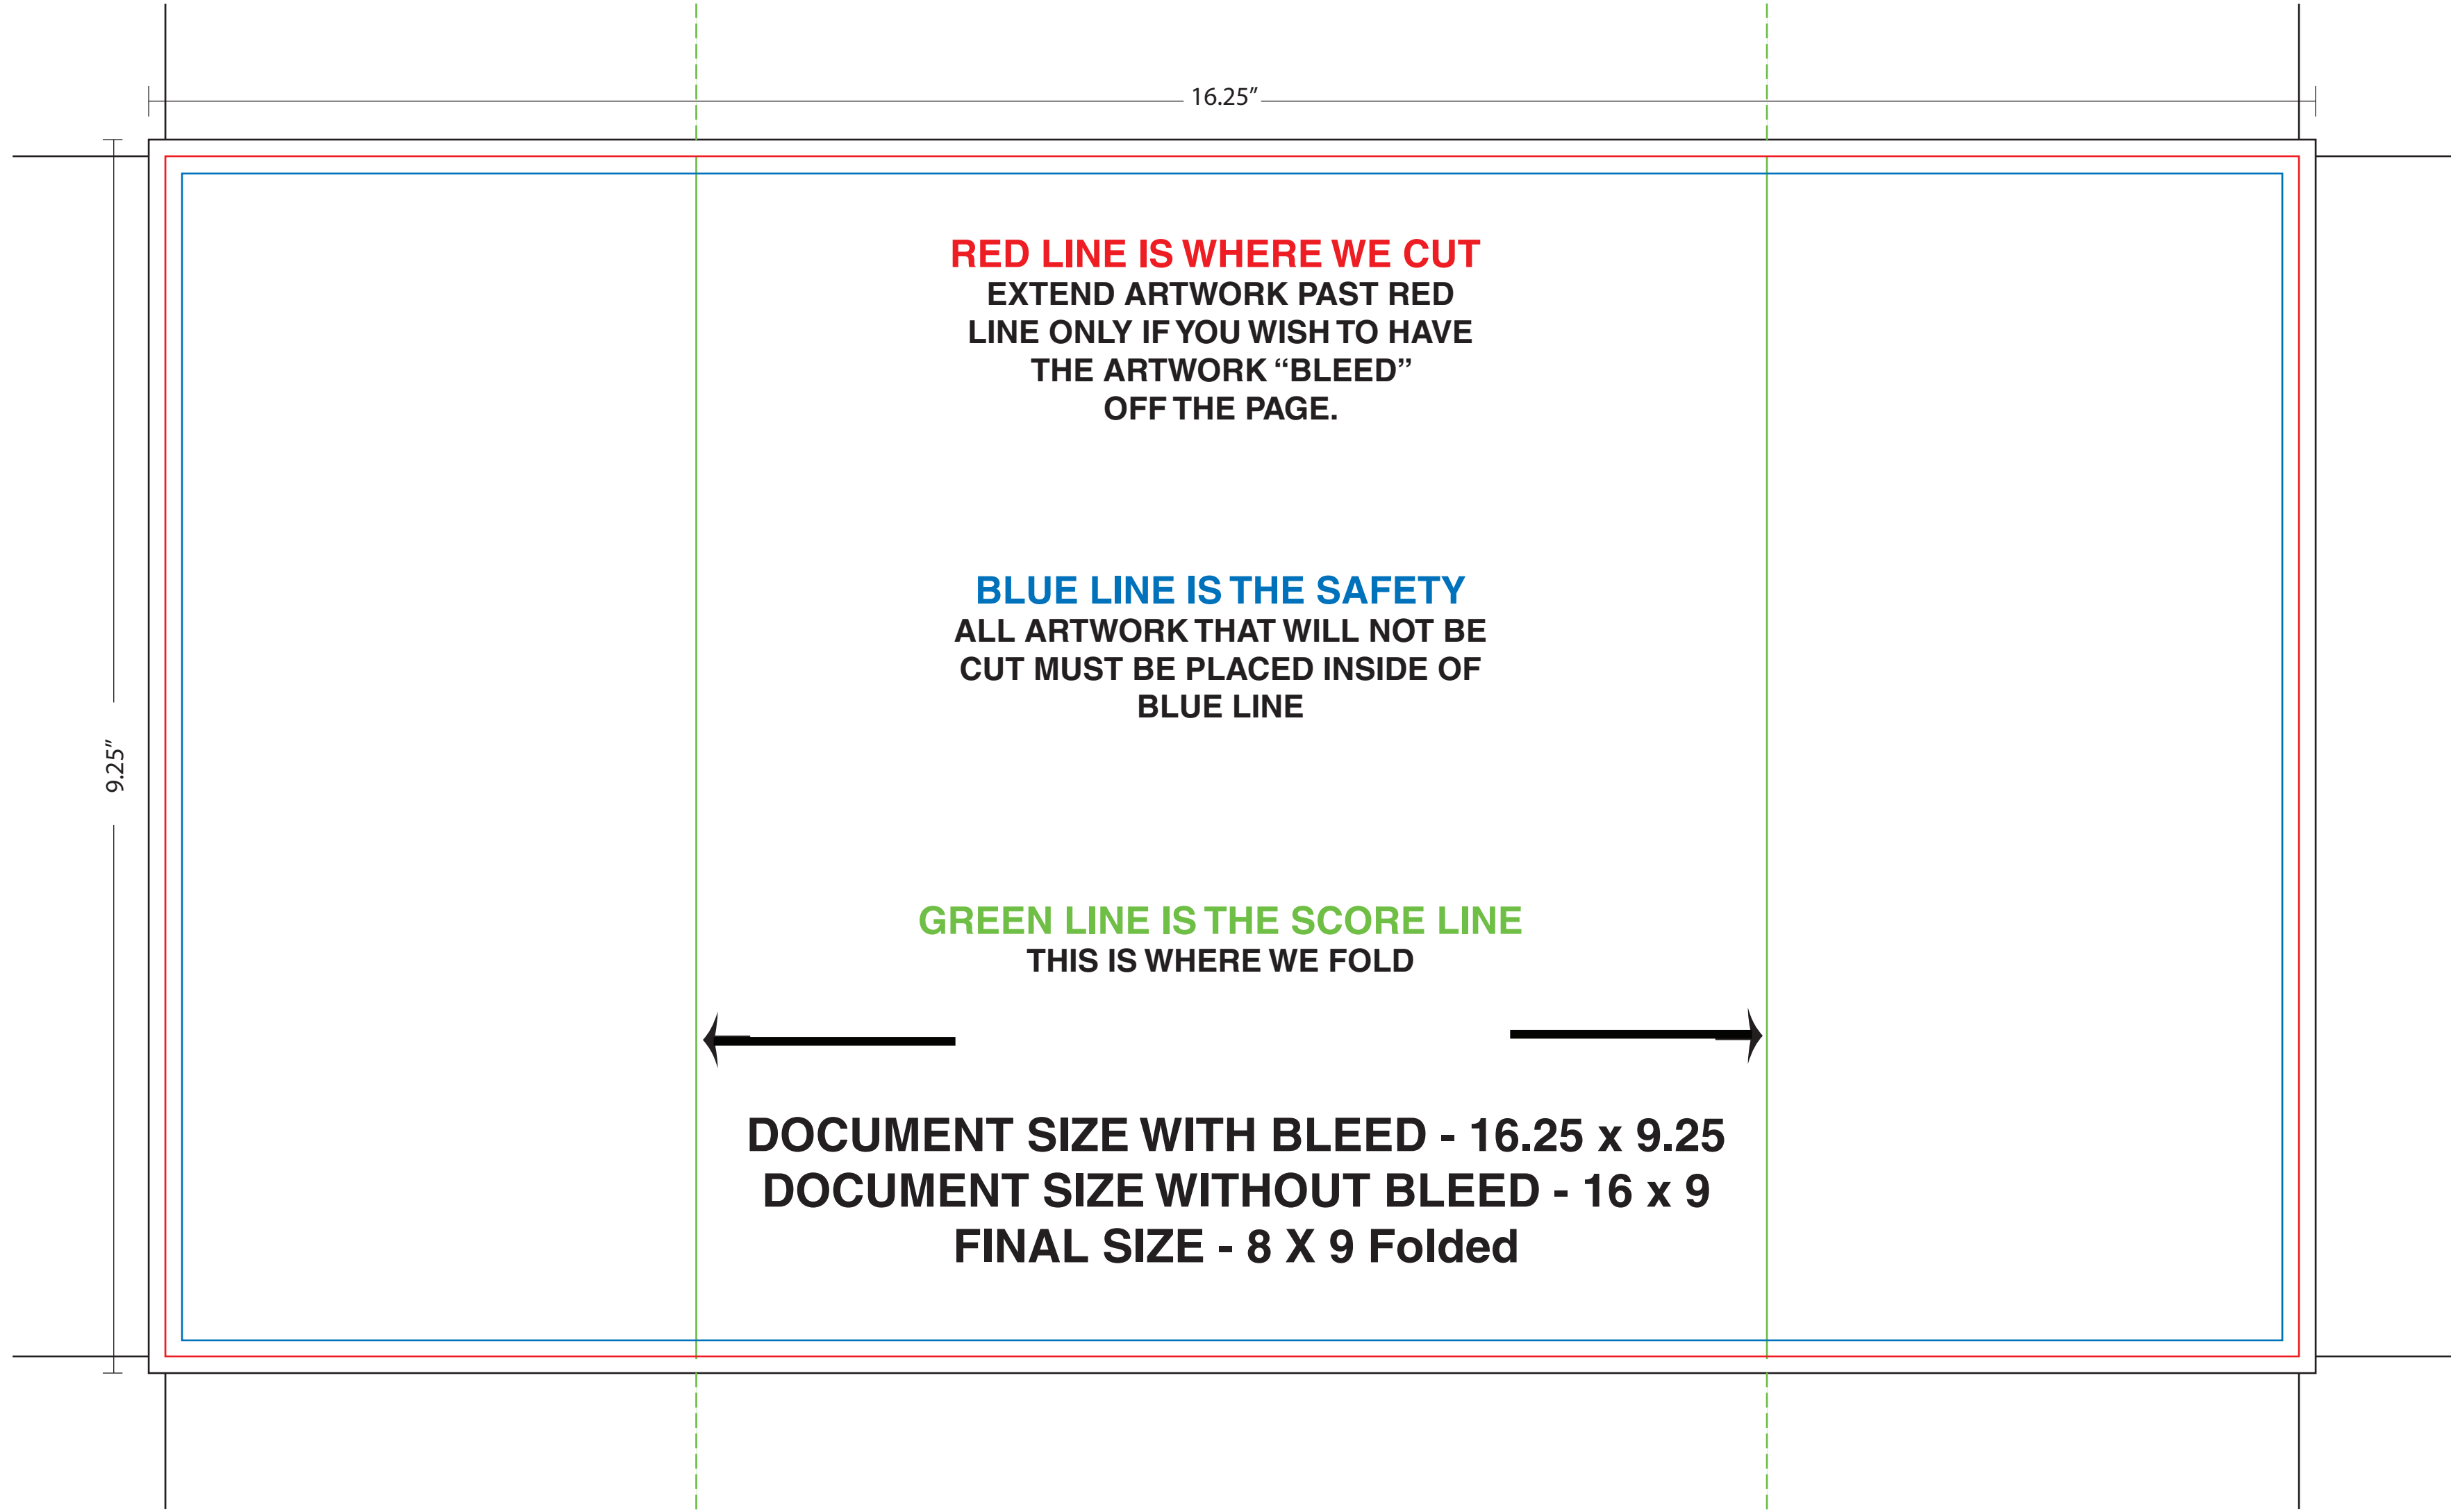 16.25”
RED LINE IS WHERE WE CUT
EXTEND ARTWORK PAST RED
LINE ONLY IF YOU WISH TO HAVE
THE ARTWORK “BLEED”
OFF THE PAGE.
BLUE LINE IS THE SAFETY
ALL ARTWORK THAT WILL NOT BE
CUT MUST BE PLACED INSIDE OF
BLUE LINE
9.25”
GREEN LINE IS THE SCORE LINE
THIS IS WHERE WE FOLD
DOCUMENT SIZE WITH BLEED - 16.25 x 9.25
DOCUMENT SIZE WITHOUT BLEED - 16 x 9
FINAL SIZE - 8 X 9 Folded